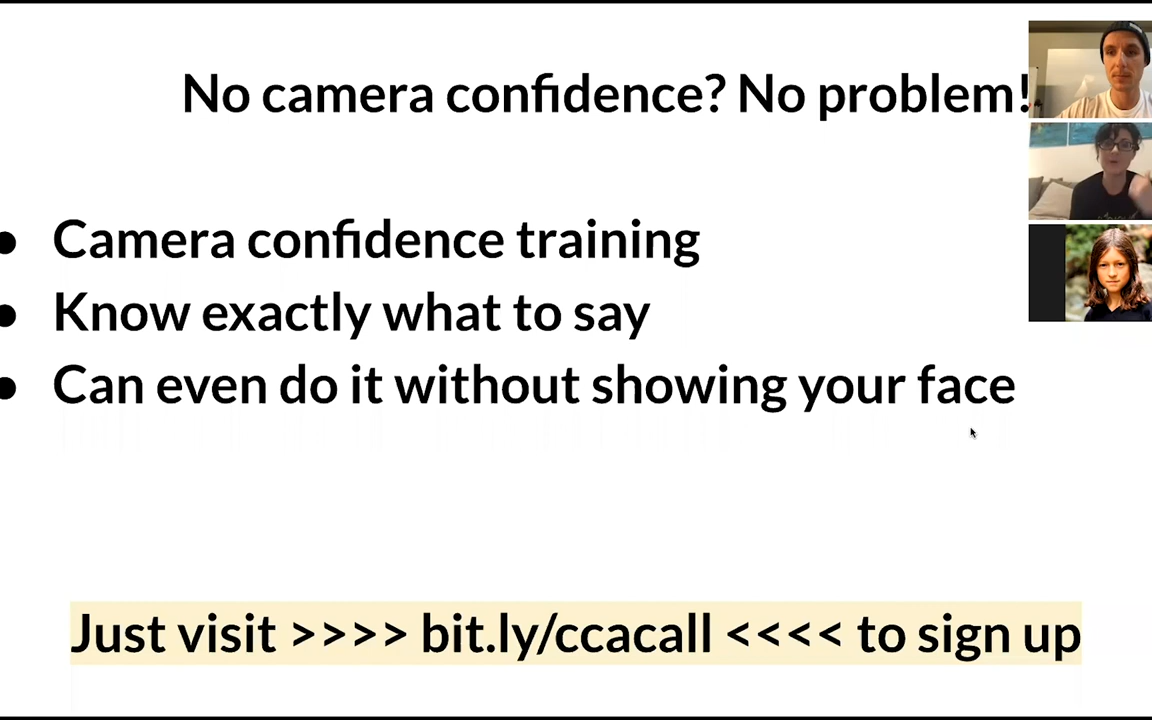 No camera confidence? No problem!
● Camera confidence training
● Know exactly what to say
● Can even do it without showing your face
Just visit >>>> bit.ly/ccacall <<<< to sign up